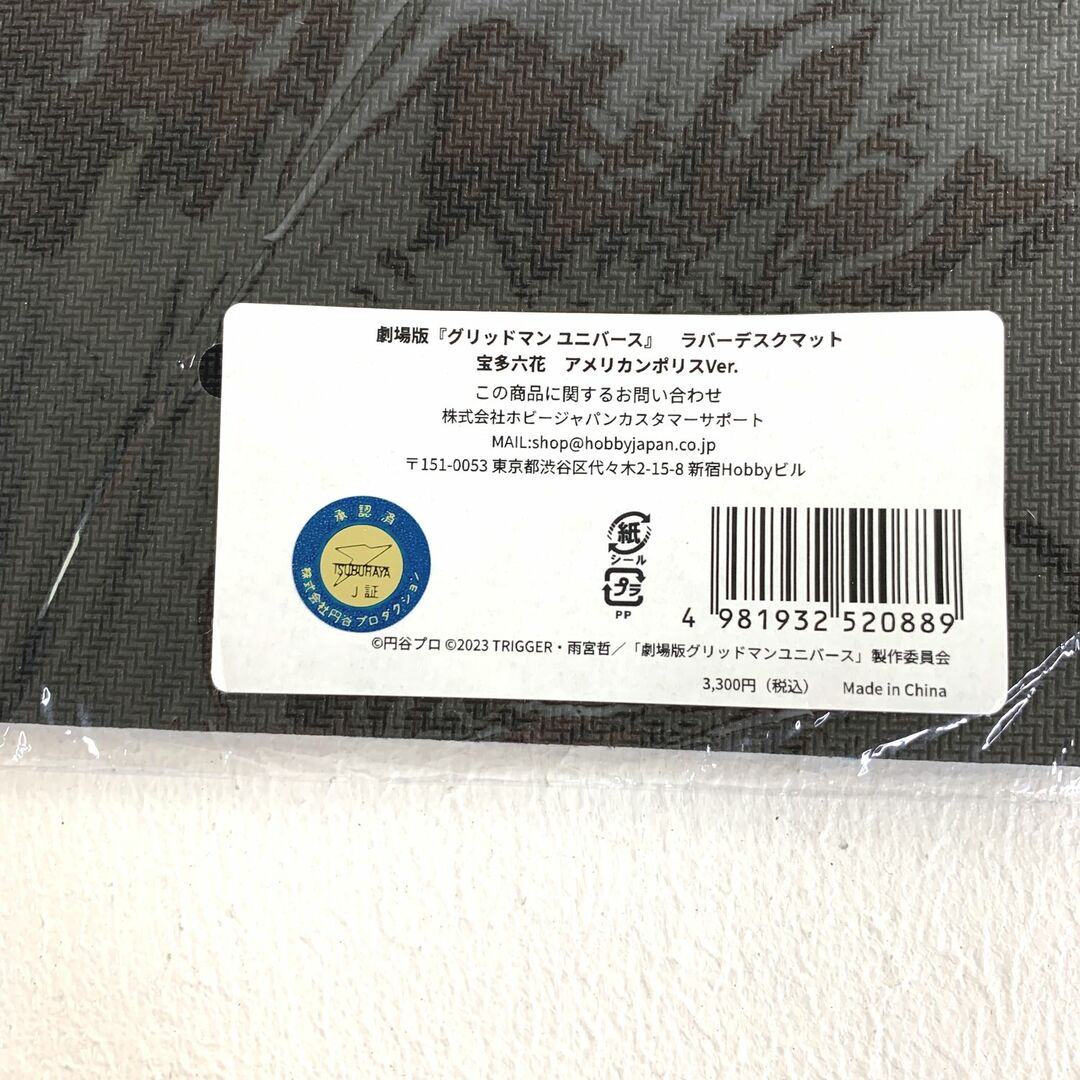 劇場版『グリッドマン ユニバース』　ラバーデスクマット
宝多六花　アメリカンポリスVer.
この商品に関するお問い合わせ
株式会社ホビージャパンカスタマーサポート
MAIL:shop@hobbyjapan.co.jp
〒151-0053 東京都渋谷区代々木2-15-8 新宿Hobbyビル
承認済
TSUBURAYA
J 証
株式会社円谷プロダクション
紙
シール
プラ
PP
4 981932 520889
©円谷プロ ©2023 TRIGGER・雨宮哲／「劇場版グリッドマンユニバース」製作委員会
3,300円（税込）　Made in China